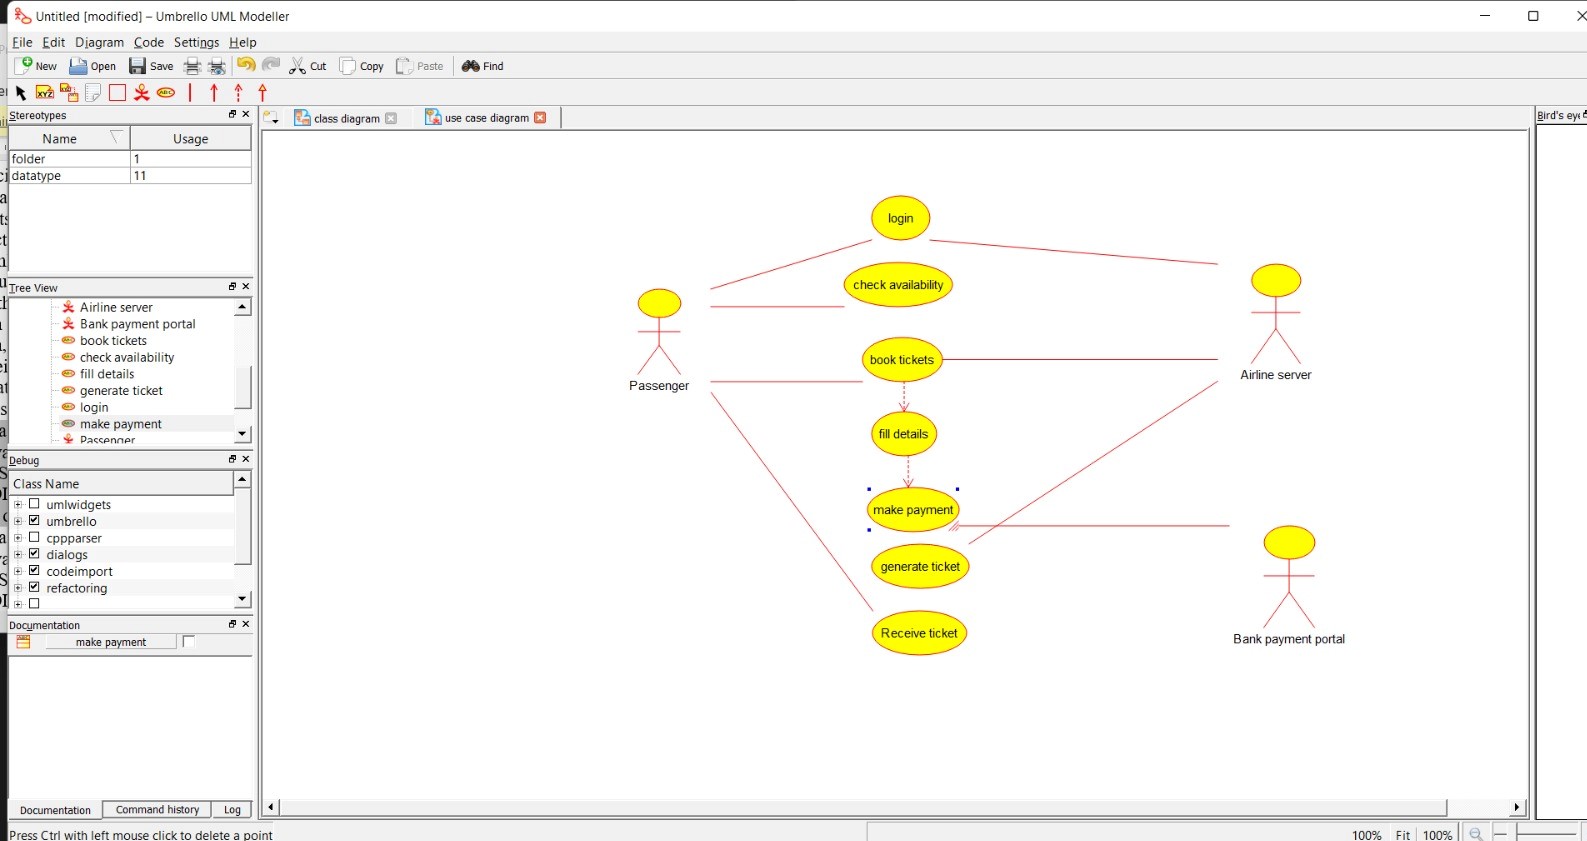 Untitled [modified] – Umbrello UML Modeller
File Edit Diagram Code Settings Help
New Open Save Cut Copy Paste Find
XYZ
ABC
Stereotypes
Name Usage
folder 1
datatype 11
Tree View
Airline server
Bank payment portal
book tickets
check availability
fill details
generate ticket
login
make payment
Passenger
Debug
Class Name
umlwidgets
umbrello
cppparser
dialogs
codeimport
refactoring
Documentation
make payment
Documentation Command history Log
Press Ctrl with left mouse click to delete a point
class diagram use case diagram
login
check availability
book tickets
fill details
make payment
generate ticket
Receive ticket
Passenger
Airline server
Bank payment portal
Bird's eye
100% Fit 100%